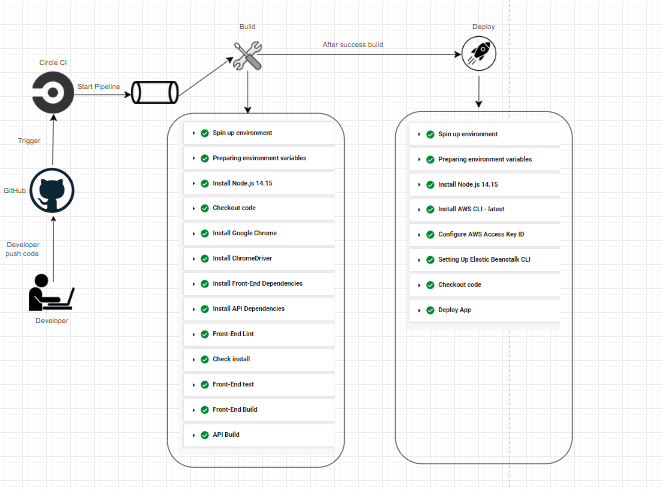 Build
Deploy
After success build
Circle CI
Start Pipeline
Trigger
GitHub
Developer
push code
Developer
Spin up environment
Preparing environment variables
Install Node.js 14.15
Checkout code
Install Google Chrome
Install ChromeDriver
Install Front-End Dependencies
Install API Dependencies
Front-End Lint
Check install
Front-End test
Front-End Build
API Build
Spin up environment
Preparing environment variables
Install Node.js 14.15
Install AWS CLI - latest
Configure AWS Access Key ID
Setting Up Elastic Beanstalk CLI
Checkout code
Deploy App